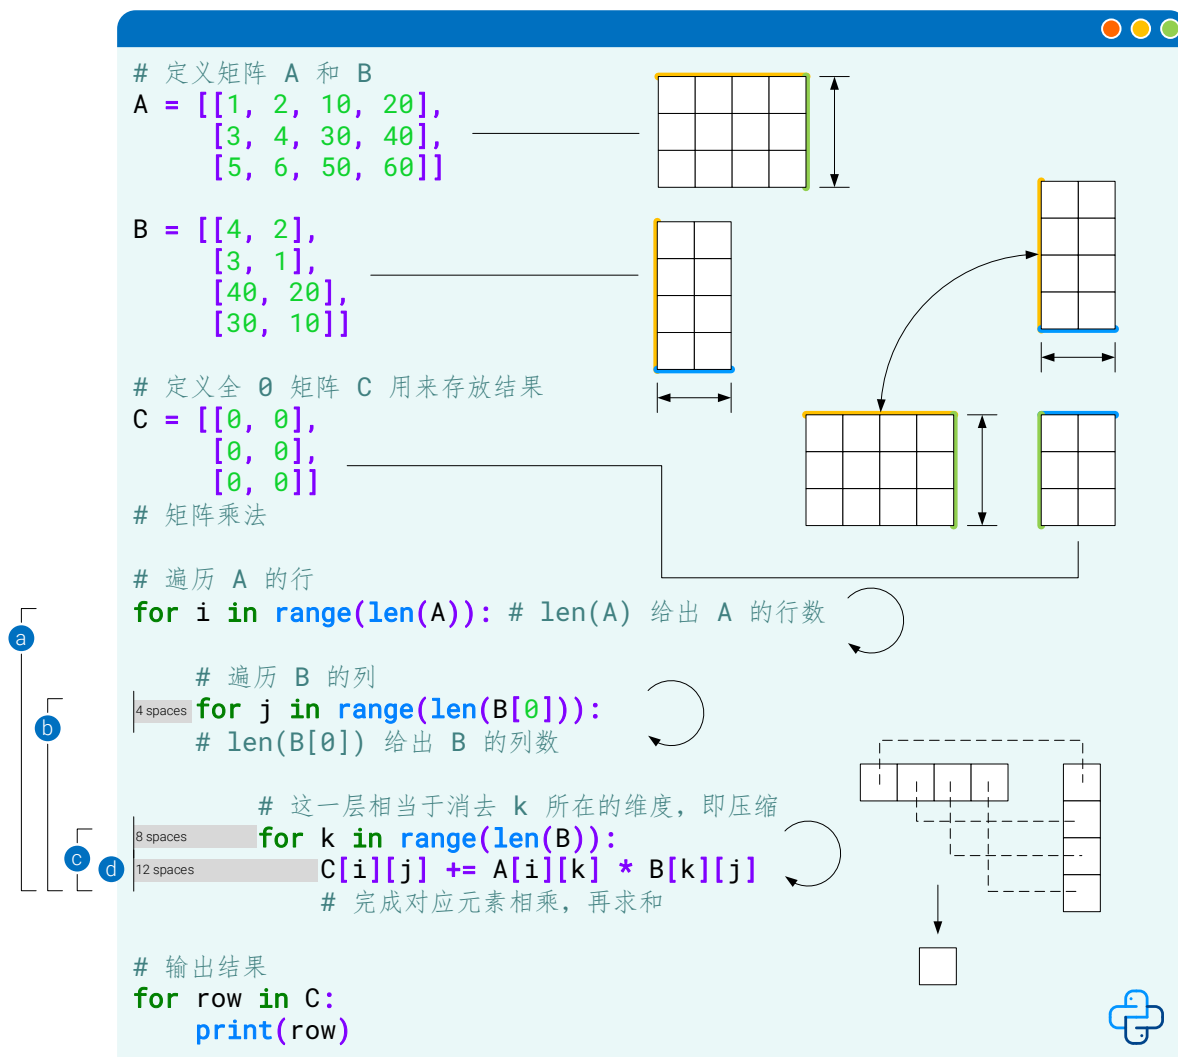 # 定义矩阵 A 和 B
A = [[1, 2, 10, 20],
[3, 4, 30, 40],
[5, 6, 50, 60]]
B = [[4, 2],
[3, 1],
[40, 20],
[30, 10]]
# 定义全 0 矩阵 C 用来存放结果
C = [[0, 0],
[0, 0],
[0, 0]]
# 矩阵乘法
# 遍历 A 的行
for i in range(len(A)): # len(A) 给出 A 的行数
a
# 遍历 B 的列
b
4 spaces for j in range(len(B[0])):
# len(B[0]) 给出 B 的列数
# 这一层相当于消去 k 所在的维度，即压缩
8 spaces for k in range(len(B)):
c
d
12 spaces C[i][j] += A[i][k] * B[k][j]
# 完成对应元素相乘，再求和
# 输出结果
for row in C:
print(row)